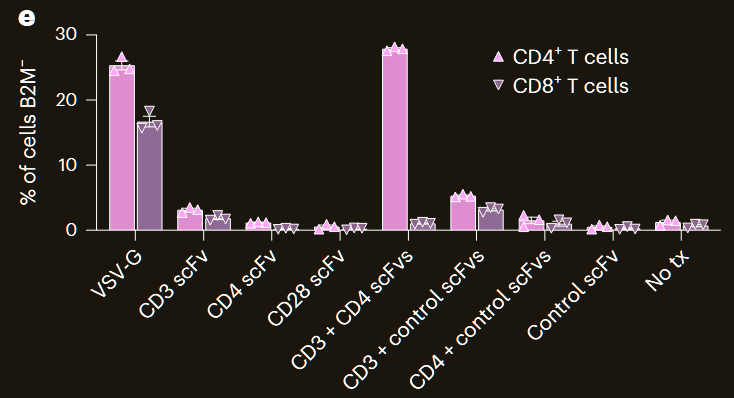 e
30
20
10
0
% of cells B2M⁻
CD4⁺ T cells
CD8⁺ T cells
VSV-G
CD3 scFv
CD4 scFv
CD28 scFv
CD3 + CD4 scFvs
CD3 + control scFvs
CD4 + control scFvs
Control scFv
No tx